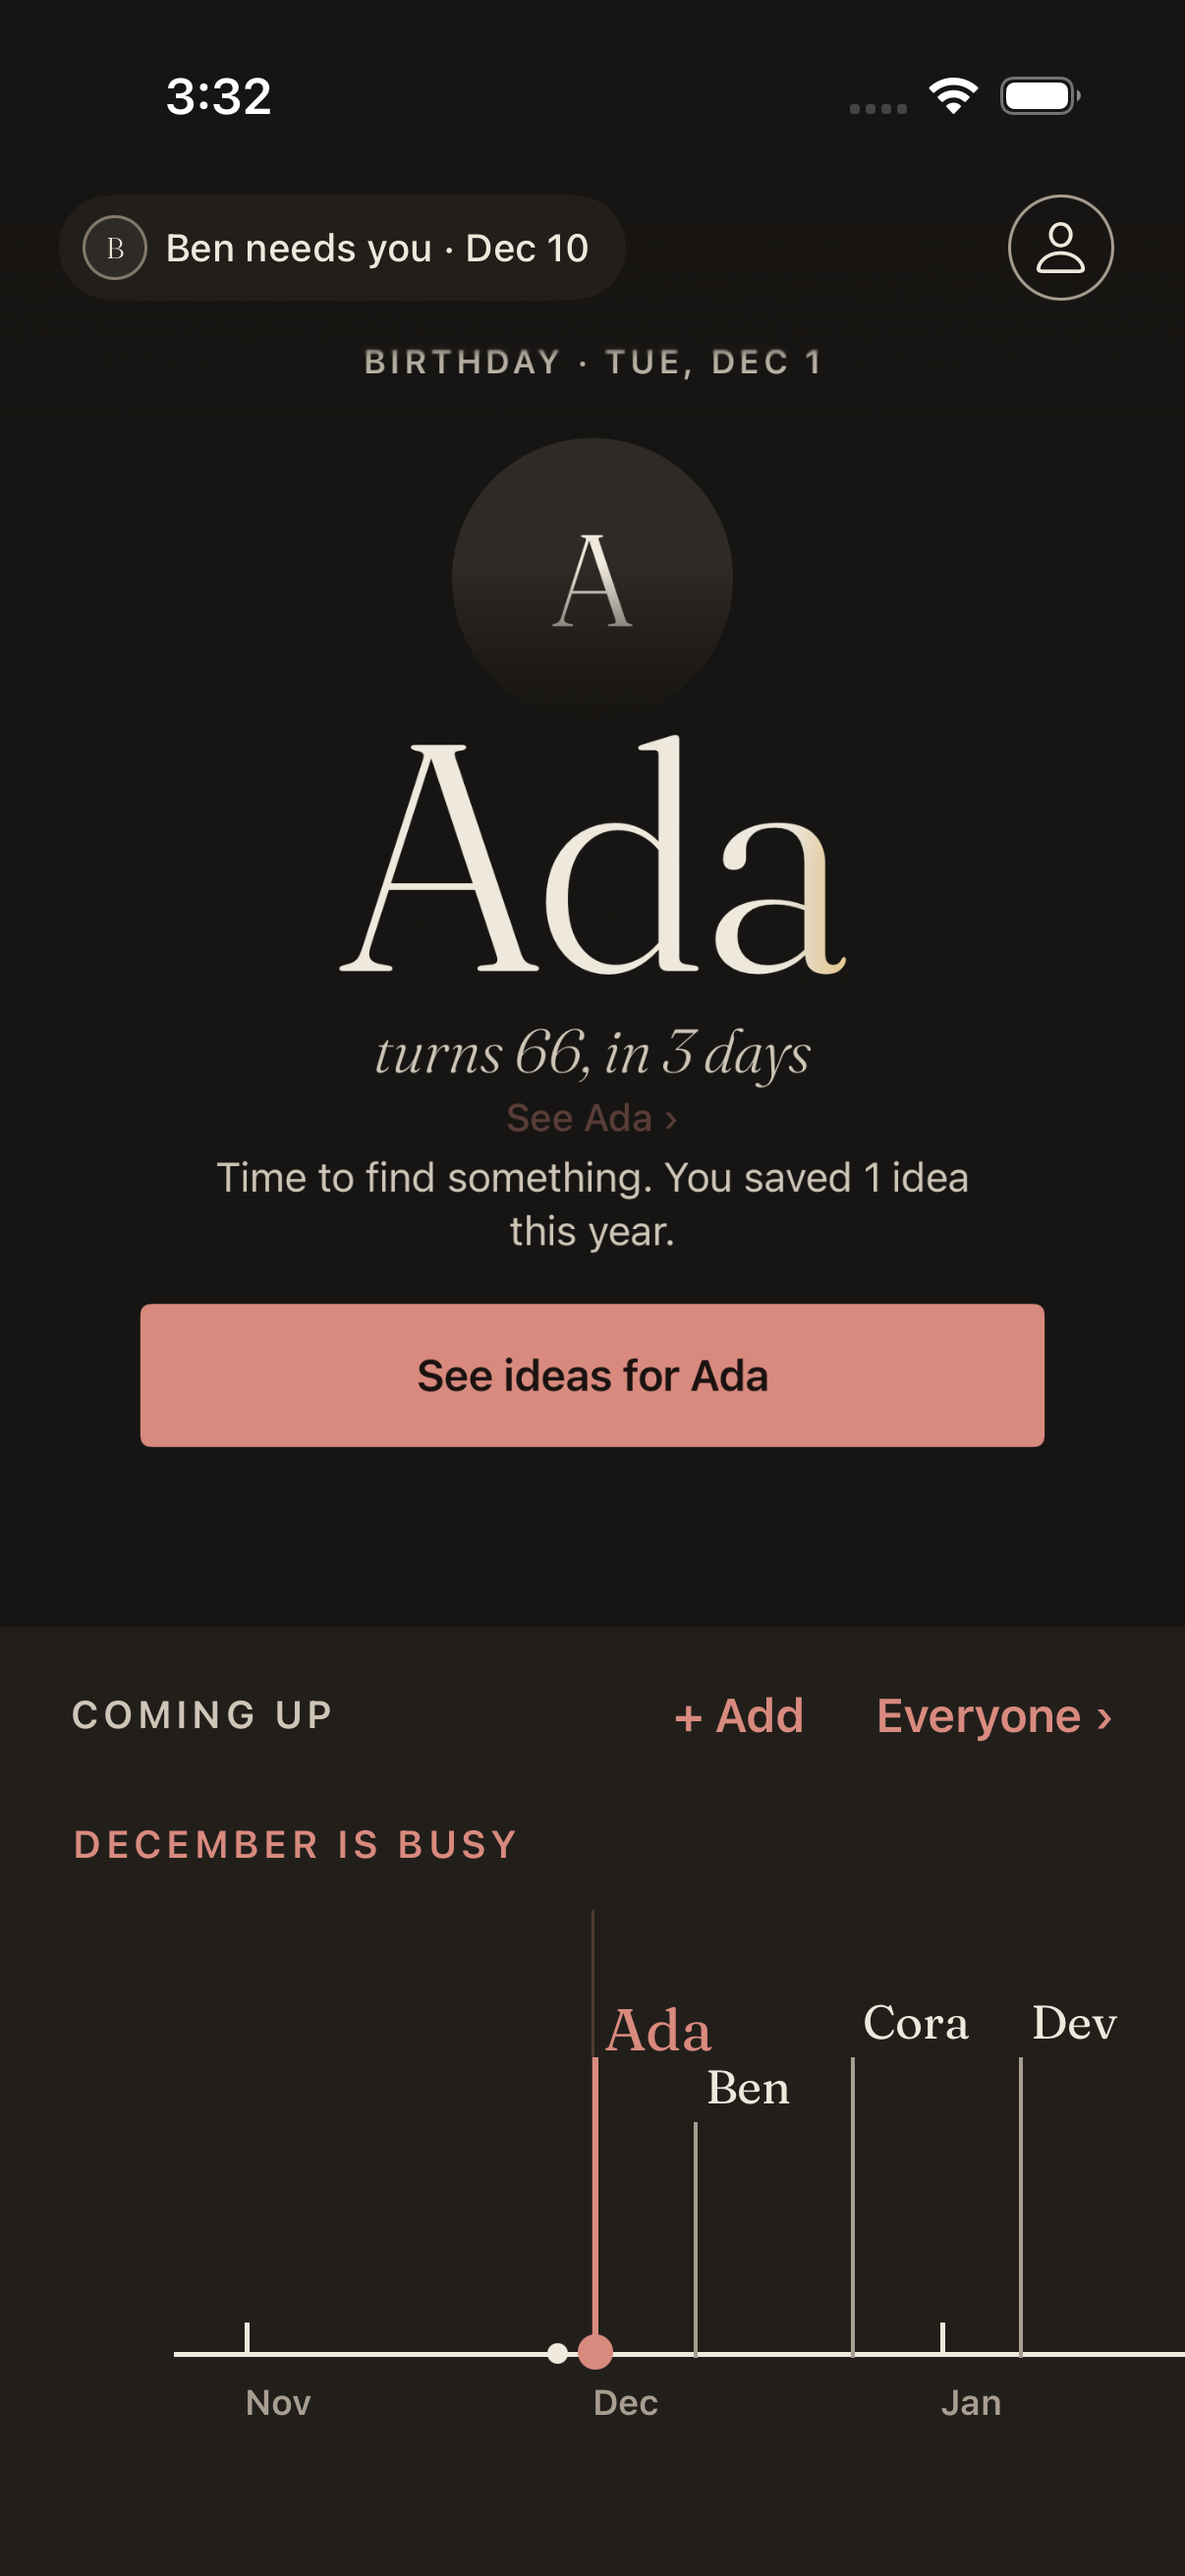 3:32
B Ben needs you · Dec 10
BIRTHDAY · TUE, DEC 1
A
Ada
turns 66, in 3 days
See Ada ›
Time to find something. You saved 1 idea
this year.
See ideas for Ada
COMING UP + Add Everyone ›
DECEMBER IS BUSY
Ada
Cora
Dev
Ben
Nov Dec Jan